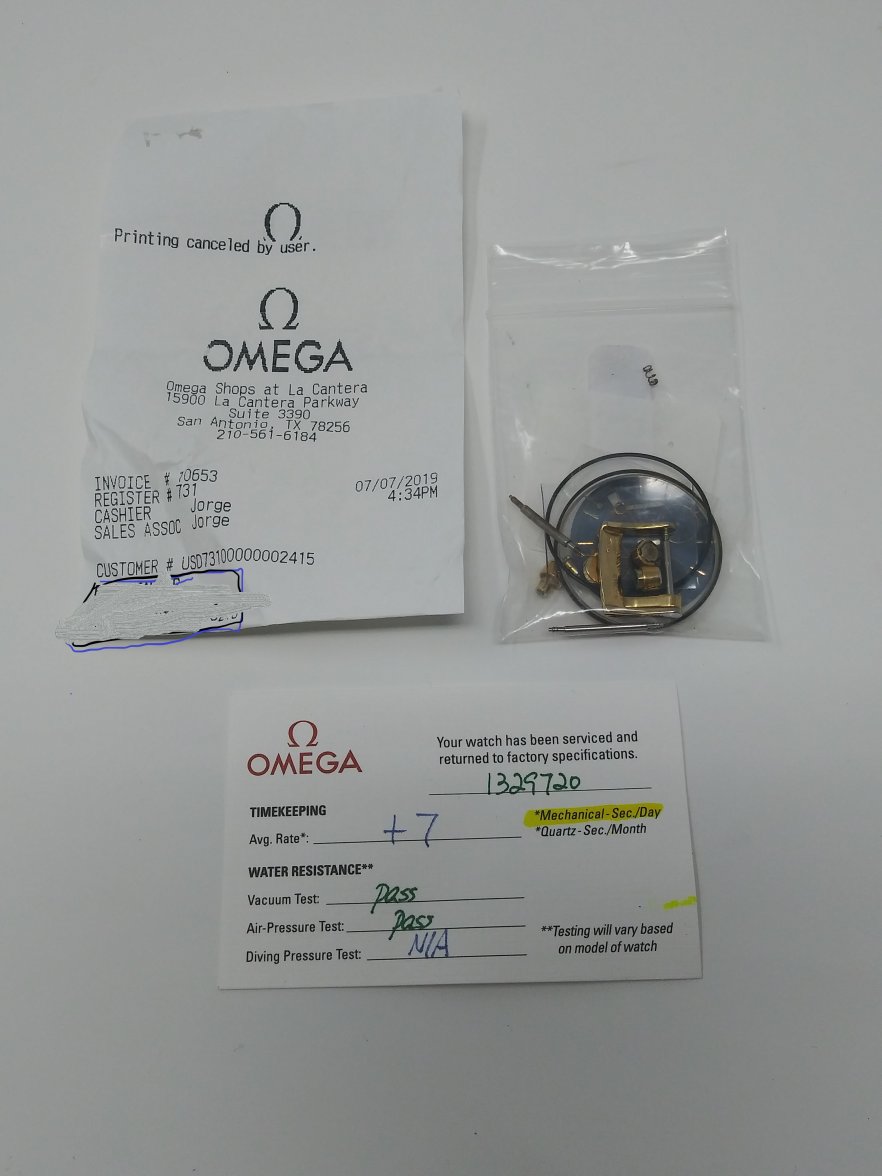 Printing canceled by user.
OMEGA
Omega Shops at La Cantera
15900 La Cantera Parkway
Suite 3390
San Antonio, TX 78256
210-561-6184
INVOICE # 70653 07/07/2019
REGISTER # 731 4:34PM
CASHIER Jorge
SALES ASSOC Jorge
CUSTOMER # USD73100000002415
OMEGA
Your watch has been serviced and
returned to factory specifications.
1329720
TIMEKEEPING
Avg. Rate*: +7
*Mechanical-Sec./Day
*Quartz-Sec./Month
WATER RESISTANCE**
Vacuum Test: pass
Air-Pressure Test: pass
Diving Pressure Test: N/A
**Testing will vary based
on model of watch